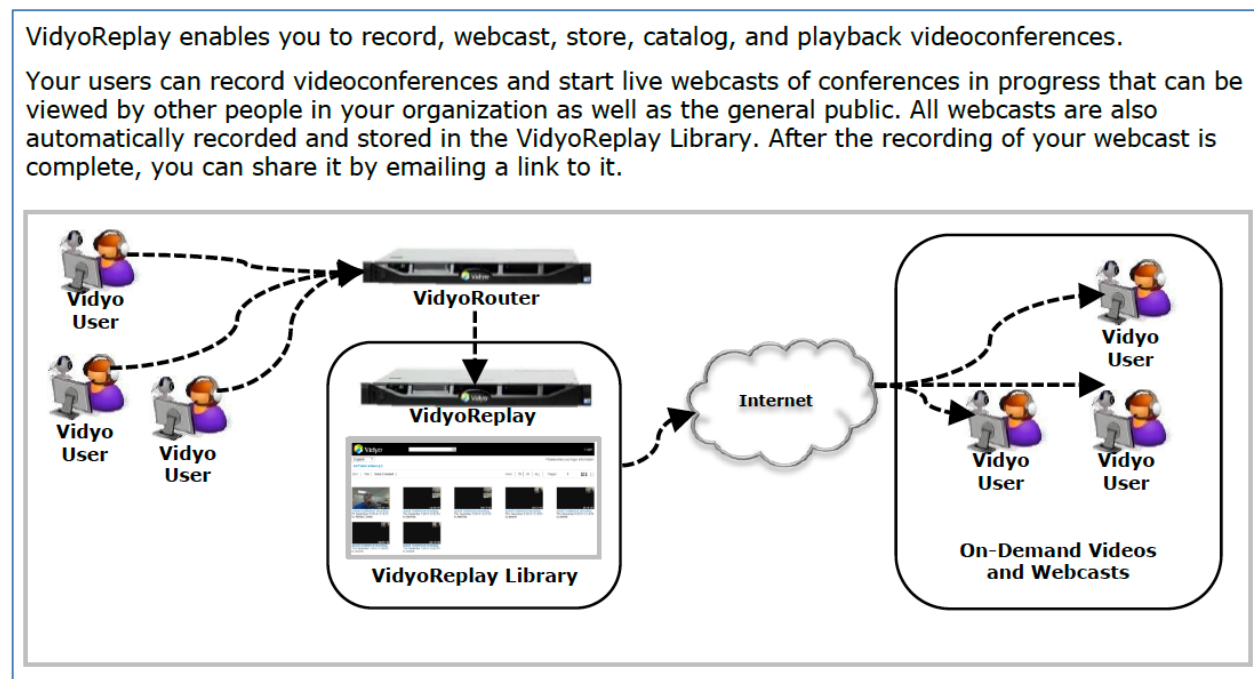 VidyoReplay enables you to record, webcast, store, catalog, and playback videoconferences.
Your users can record videoconferences and start live webcasts of conferences in progress that can be
viewed by other people in your organization as well as the general public. All webcasts are also
automatically recorded and stored in the VidyoReplay Library. After the recording of your webcast is
complete, you can share it by emailing a link to it.
Vidyo
User
Vidyo
VidyoRouter
Vidyo
User
Vidyo
User
Vidyo
VidyoReplay
Vidyo
VidyoReplay Library
Internet
Vidyo
User
Vidyo
User
Vidyo
User
On-Demand Videos
and Webcasts